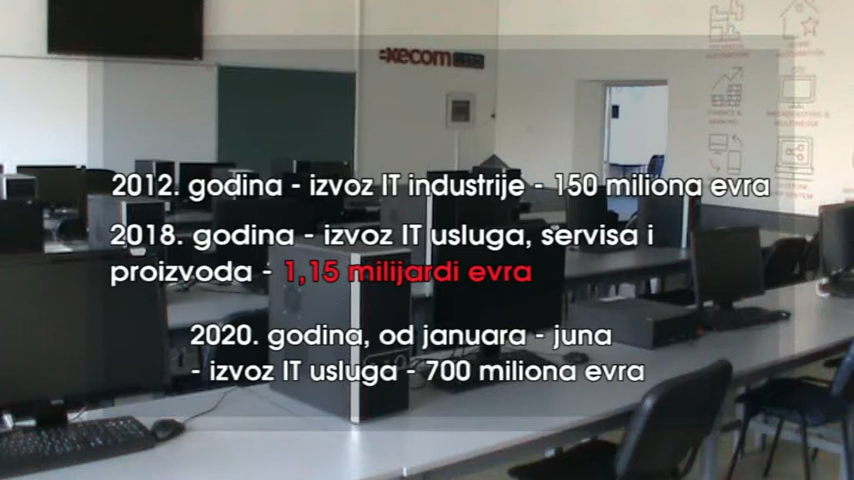 execom
2012. godina - izvoz IT industrije - 150 miliona evra
2018. godina - izvoz IT usluga, servisa i
proizvoda - 1,15 milijardi evra
2020. godina, od januara - juna
- izvoz IT usluga - 700 miliona evra